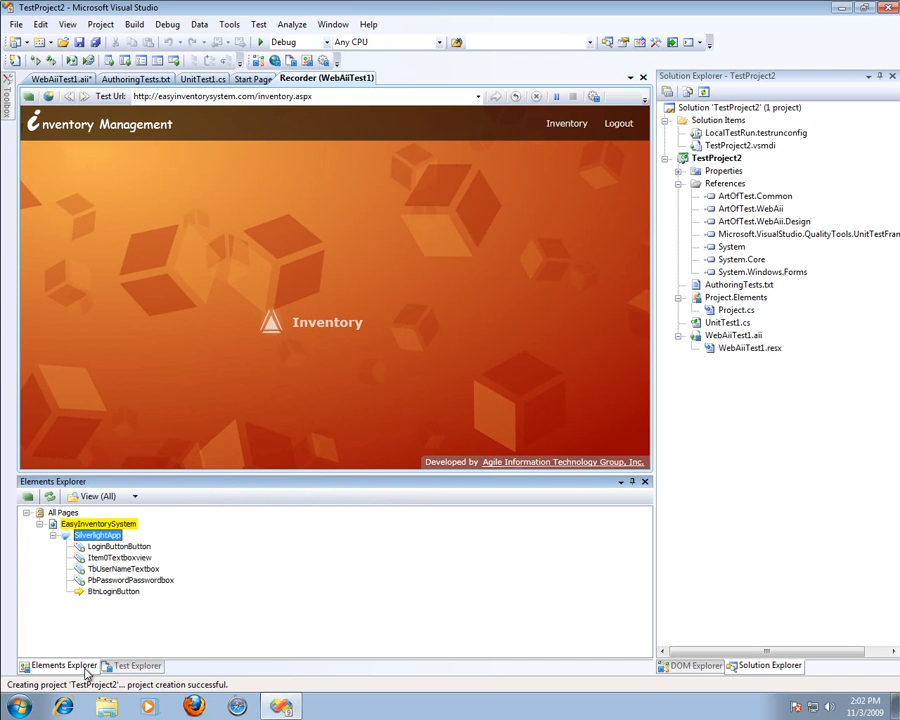 TestProject2 - Microsoft Visual Studio
File Edit View Project Build Debug Data Tools Test Analyze Window Help
Debug Any CPU
WebAiiTest1.aii* AuthoringTests.txt UnitTest1.cs Start Page Recorder (WebAiiTest1)
Toolbox
Test Url: http://easyinventorysystem.com/inventory.aspx
inventory Management Inventory Logout
Inventory
Developed by Agile Information Technology Group, Inc.
Elements Explorer
View (All)
All Pages
EasyInventorySystem
SilverlightApp
LoginButtonButton
Item0Textboxview
TbUserNameTextbox
PbPasswordPasswordbox
BtnLoginButton
Elements Explorer Test Explorer
Solution Explorer - TestProject2
Solution 'TestProject2' (1 project)
Solution Items
LocalTestRun.testrunconfig
TestProject2.vsmdi
TestProject2
Properties
References
ArtOfTest.Common
ArtOfTest.WebAii
ArtOfTest.WebAii.Design
Microsoft.VisualStudio.QualityTools.UnitTestFran
System
System.Core
System.Windows.Forms
AuthoringTests.txt
Project.Elements
Project.cs
UnitTest1.cs
WebAiiTest1.aii
WebAiiTest1.resx
DOM Explorer Solution Explorer
Creating project 'TestProject2'... project creation successful.
2:02 PM
11/3/2009